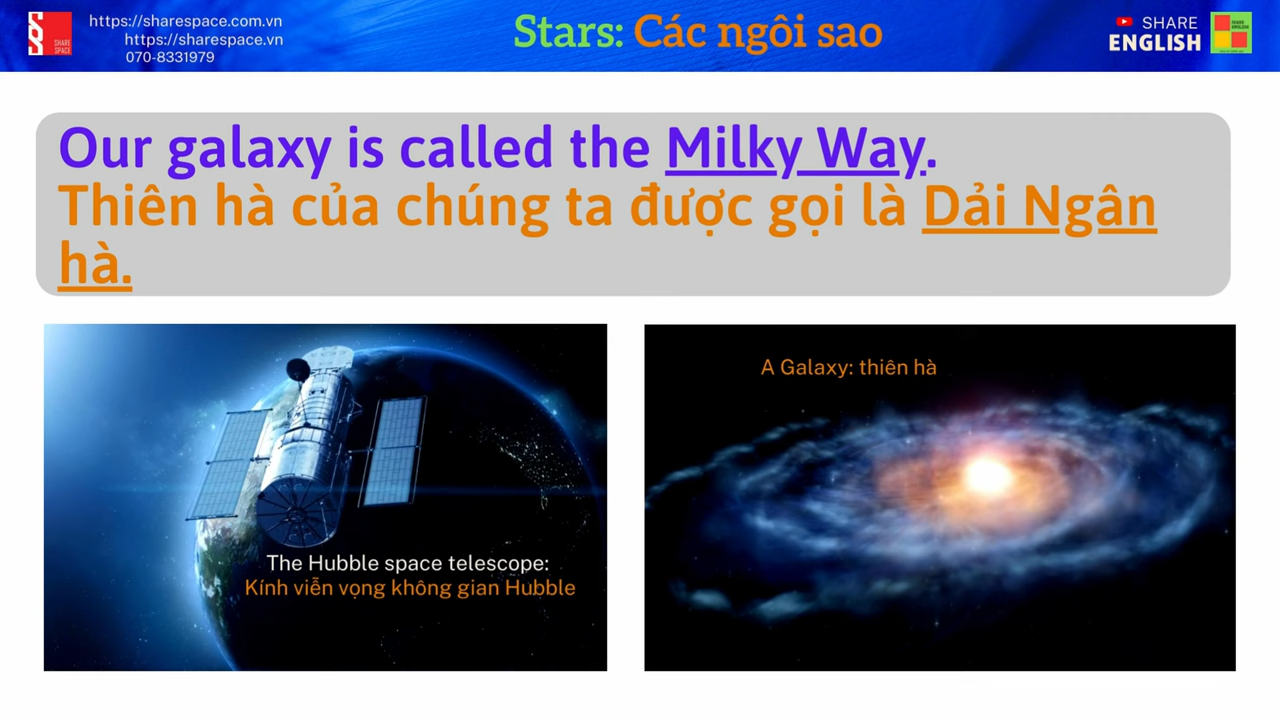 https://sharespace.com.vn
https://sharespace.vn
070-8331979
SHARE
SPACE
Stars: Các ngôi sao
SHARE
ENGLISH
Our galaxy is called the Milky Way.
Thiên hà của chúng ta được gọi là Dải Ngân
hà.
The Hubble space telescope:
Kính viễn vọng không gian Hubble
A Galaxy: thiên hà